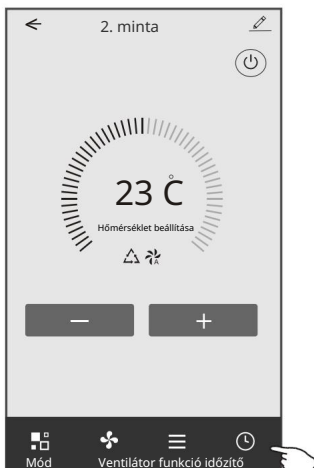 2. minta
23 °C
Hőmérséklet beállítása
A
Mód Ventilátor funkció időzítő